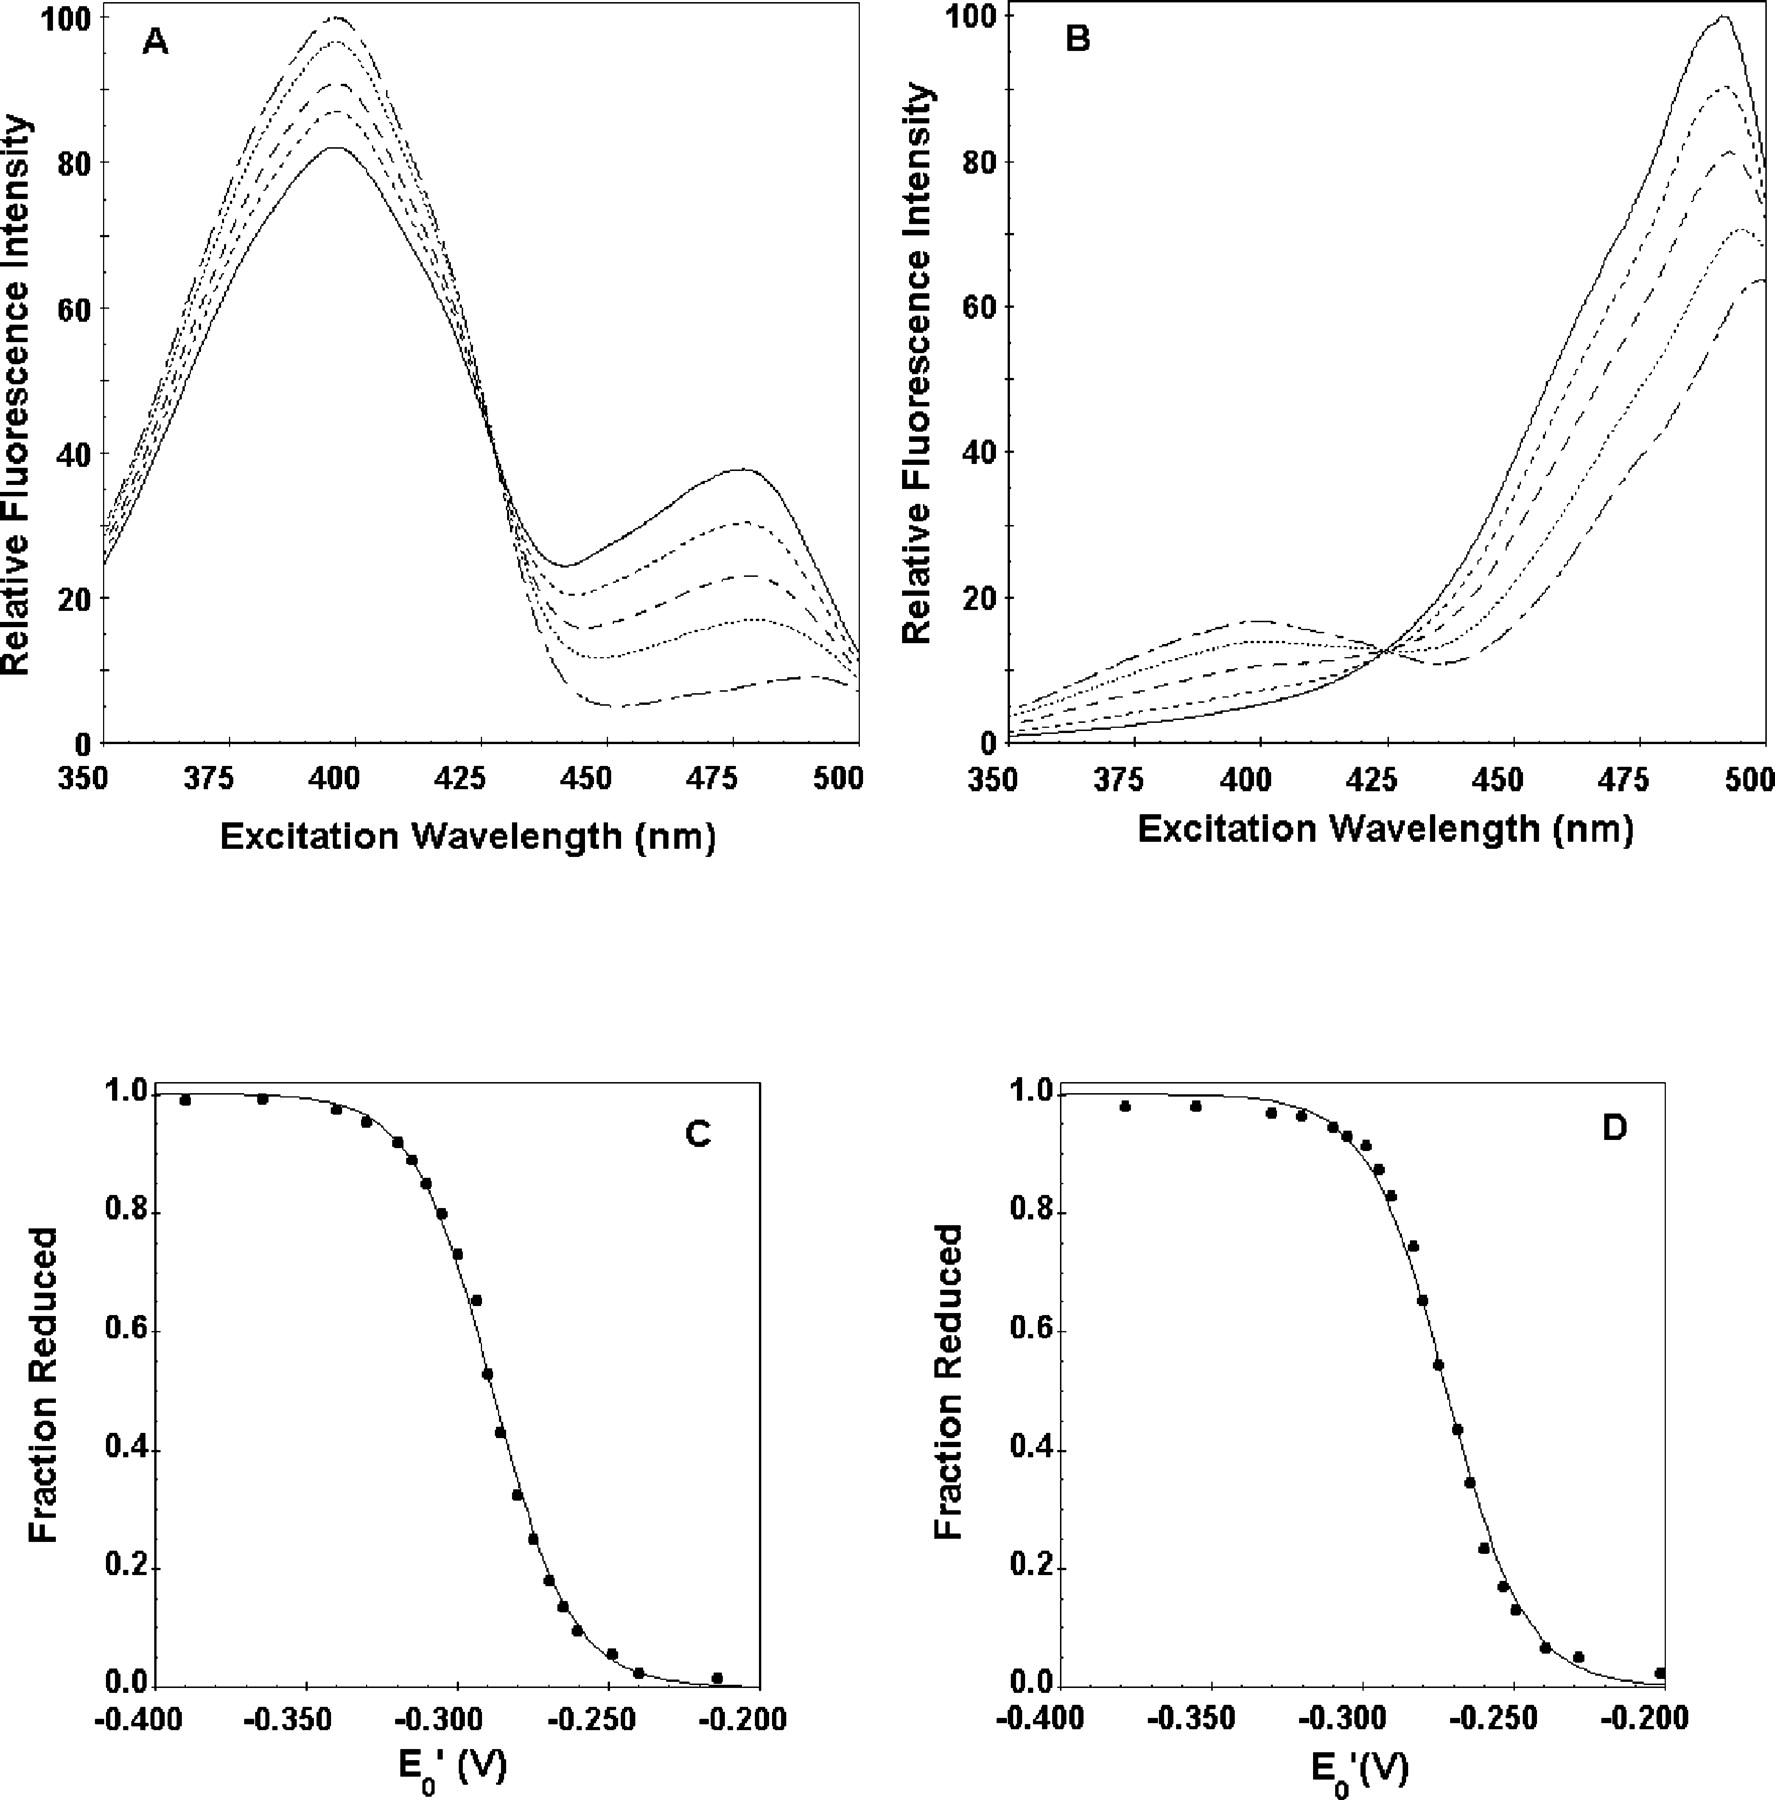 A
Relative Fluorescence Intensity
100
80
60
40
20
0
350 375 400 425 450 475 500
Excitation Wavelength (nm)
B
Relative Fluorescence Intensity
100
80
60
40
20
0
350 375 400 425 450 475 500
Excitation Wavelength (nm)
C
Fraction Reduced
1.0
0.8
0.6
0.4
0.2
0.0
-0.400 -0.350 -0.300 -0.250 -0.200
E0' (V)
D
Fraction Reduced
1.0
0.8
0.6
0.4
0.2
0.0
-0.400 -0.350 -0.300 -0.250 -0.200
E0'(V)